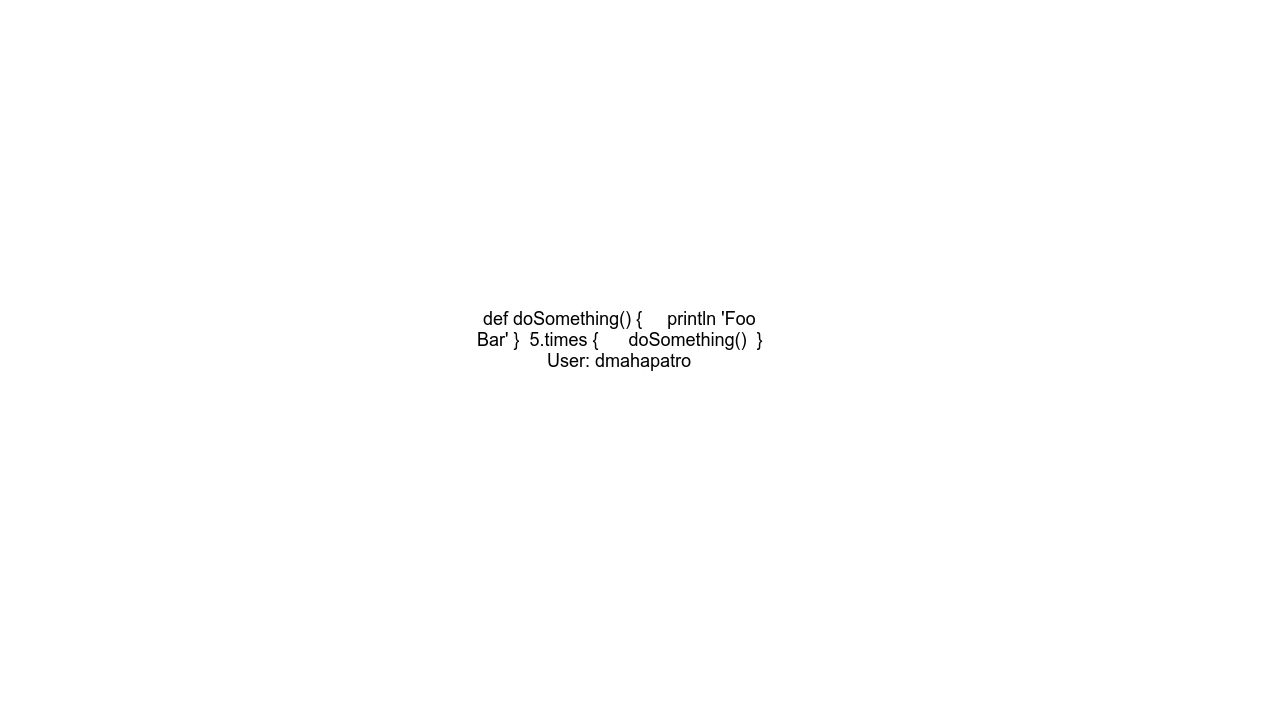 def doSomething() {     println 'Foo
Bar' }  5.times {      doSomething()  }
User: dmahapatro